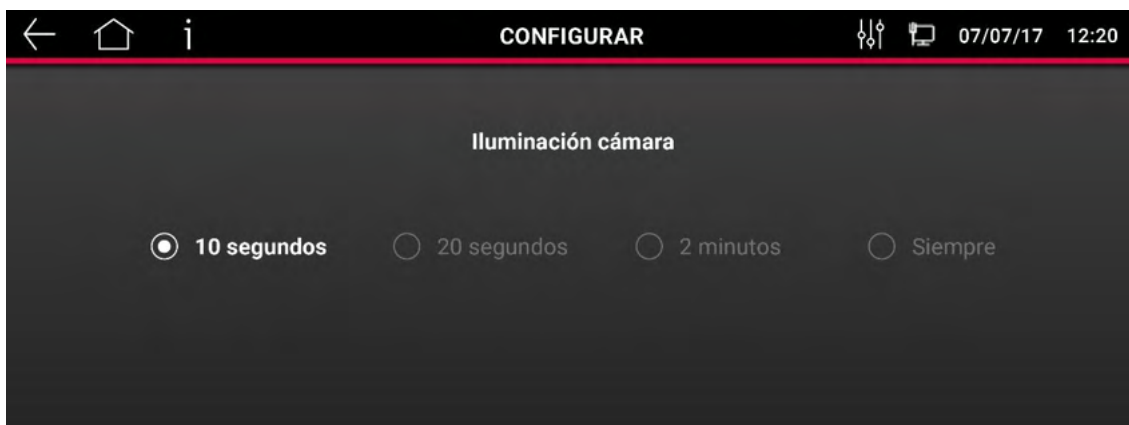 i CONFIGURAR 07/07/17 12:20
Iluminación cámara
10 segundos 20 segundos 2 minutos Siempre